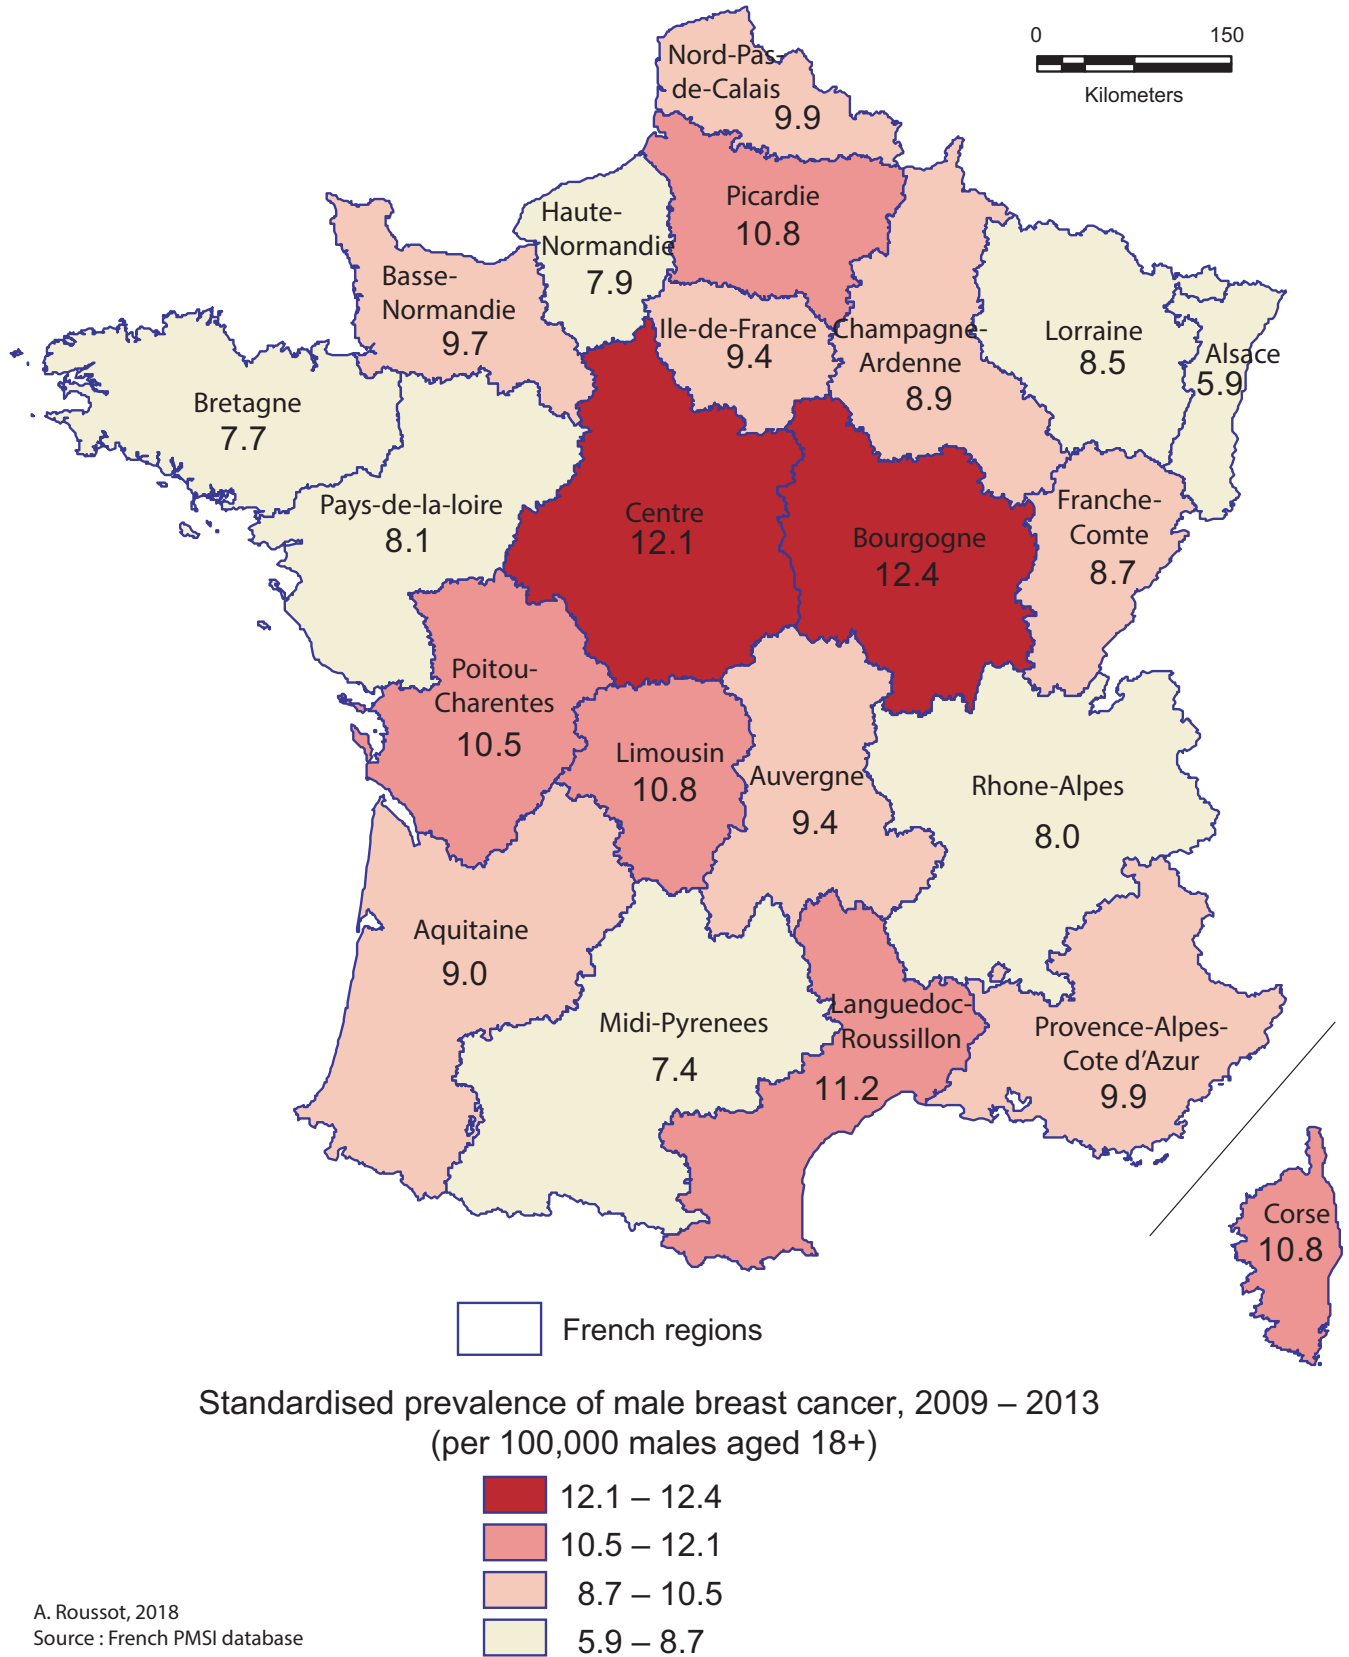 0 150
Kilometers
Nord-Pas-
de-Calais
9.9
Picardie
10.8
Haute-
Normandie
7.9
Basse-
Normandie
9.7
Ile-de-France
9.4
Champagne-
Ardenne
8.9
Lorraine
8.5
Alsace
5.9
Bretagne
7.7
Pays-de-la-loire
8.1
Centre
12.1
Bourgogne
12.4
Franche-
Comte
8.7
Poitou-
Charentes
10.5
Limousin
10.8
Auvergne
9.4
Rhone-Alpes
8.0
Aquitaine
9.0
Midi-Pyrenees
7.4
Languedoc-
Roussillon
11.2
Provence-Alpes-
Cote d’Azur
9.9
Corse
10.8
French regions
Standardised prevalence of male breast cancer, 2009 – 2013
(per 100,000 males aged 18+)
12.1 – 12.4
10.5 – 12.1
8.7 – 10.5
5.9 – 8.7
A. Roussot, 2018
Source : French PMSI database